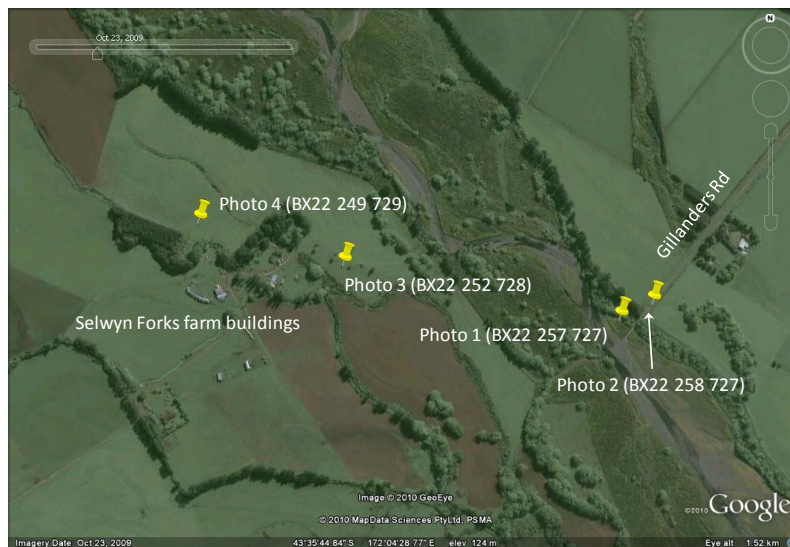 Oct 23, 2009
N
Gillanders Rd
Photo 4 (BX22 249 729)
Photo 3 (BX22 252 728)
Selwyn Forks farm buildings
Photo 1 (BX22 257 727)
Photo 2 (BX22 258 727)
Image © 2010 GeoEye
© 2010 MapData Sciences PtyLtd, PSMA
©2010 Google
Imagery Date: Oct 23, 2009 43°35'44.84" S 172°04'28.77" E elev 124 m Eye alt 1.52 km